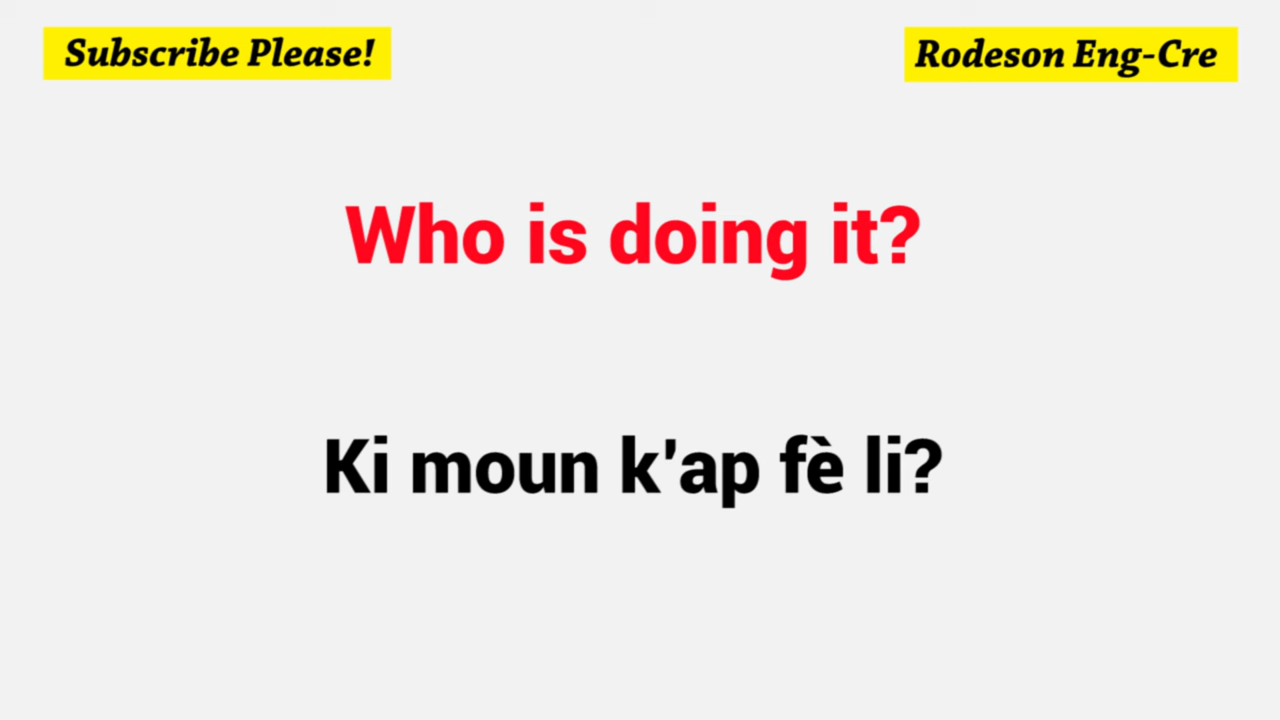 Subscribe Please!
Rodeson Eng-Cre
Who is doing it?
Ki moun k'ap fè li?